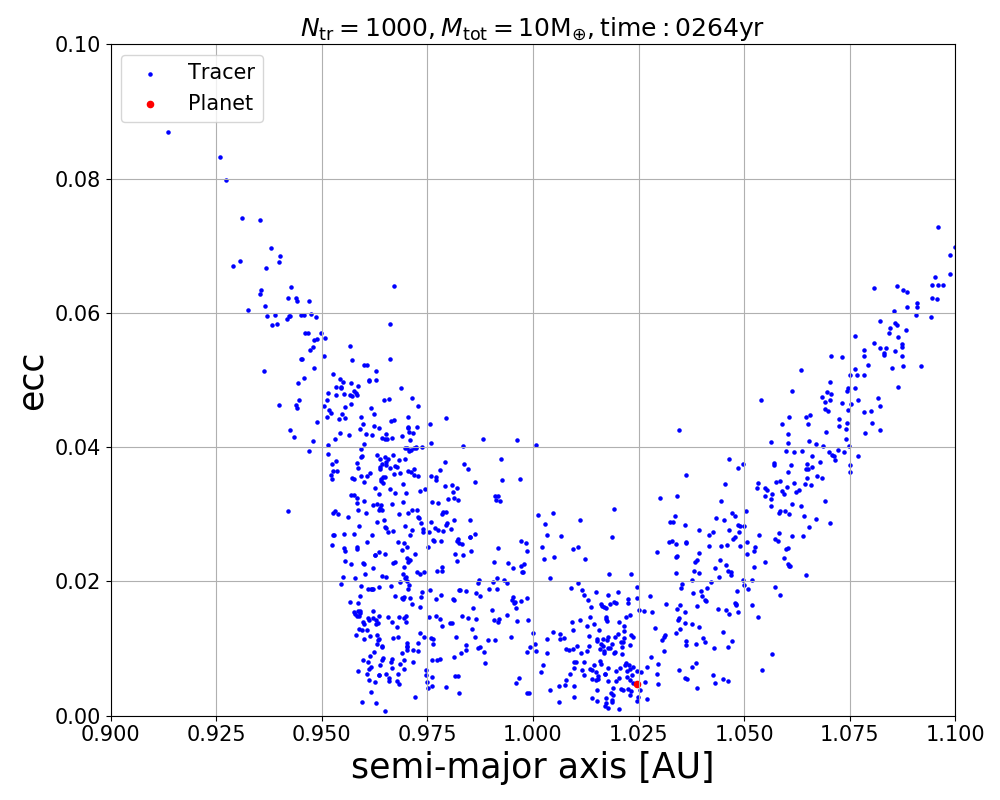 N_tr = 1000, M_tot = 10M_⊕, time : 0264yr
0.10
Tracer
Planet
0.08
0.06
ecc
0.04
0.02
0.00
0.900 0.925 0.950 0.975 1.000 1.025 1.050 1.075 1.100
semi-major axis [AU]